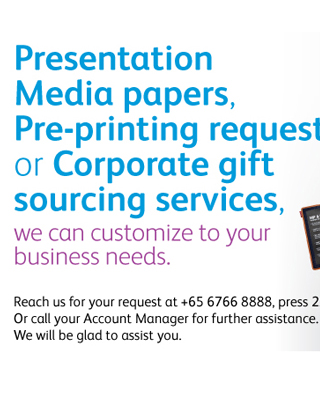 Presentation
Media papers,
Pre-printing request
or Corporate gift
sourcing services,
we can customize to your
business needs.
Reach us for your request at +65 6766 8888, press 2
Or call your Account Manager for further assistance.
We will be glad to assist you.